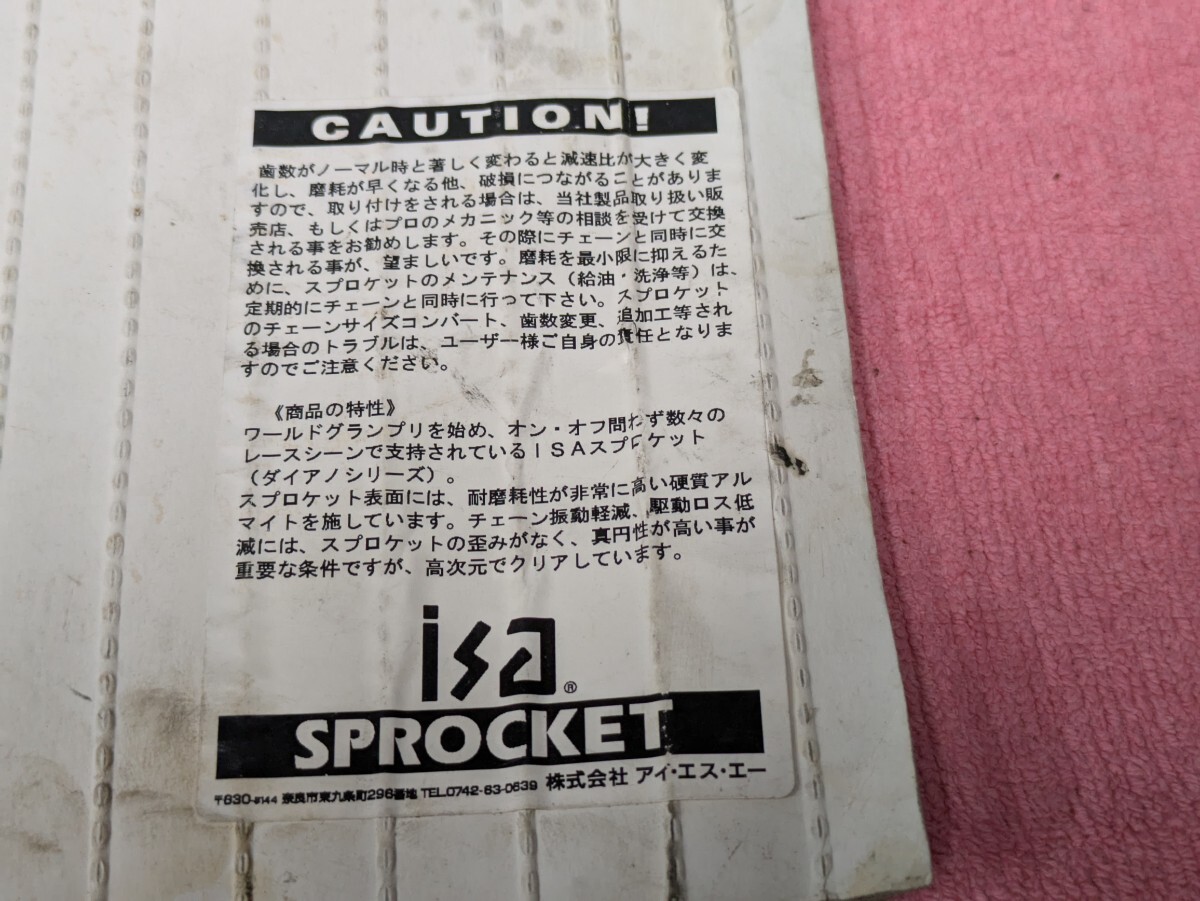 CAUTION!
歯数がノーマル時と著しく変わると減速比が大きく変
化し、磨耗が早くなる他、破損につながることがありま
すので、取り付けをされる場合は、当社製品取り扱い販
売店、もしくはプロのメカニック等の相談を受けて交換
される事をお勧めします。その際にチェーンと同時に交
換される事が、望ましいです。磨耗を最小限に抑えるた
めに、スプロケットのメンテナンス（給油・洗浄等）は、
定期的にチェーンと同時に行って下さい。スプロケット
のチェーンサイズコンバート、歯数変更、追加工等され
る場合のトラブルは、ユーザー様ご自身の責任となりま
すのでご注意ください。
《商品の特性》
ワールドグランプリを始め、オン・オフ問わず数々の
レースシーンで支持されているISAスプロケット
（ダイアノシリーズ）。
スプロケット表面には、耐磨耗性が非常に高い硬質アル
マイトを施しています。チェーン振動軽減、駆動ロス低
減には、スプロケットの歪みがなく、真円性が高い事が
重要な条件ですが、高次元でクリアしています。
isa®
SPROCKET
〒630-8144 奈良市東九条町296番地 TEL.0742-63-0639 株式会社 アイ・エス・エー